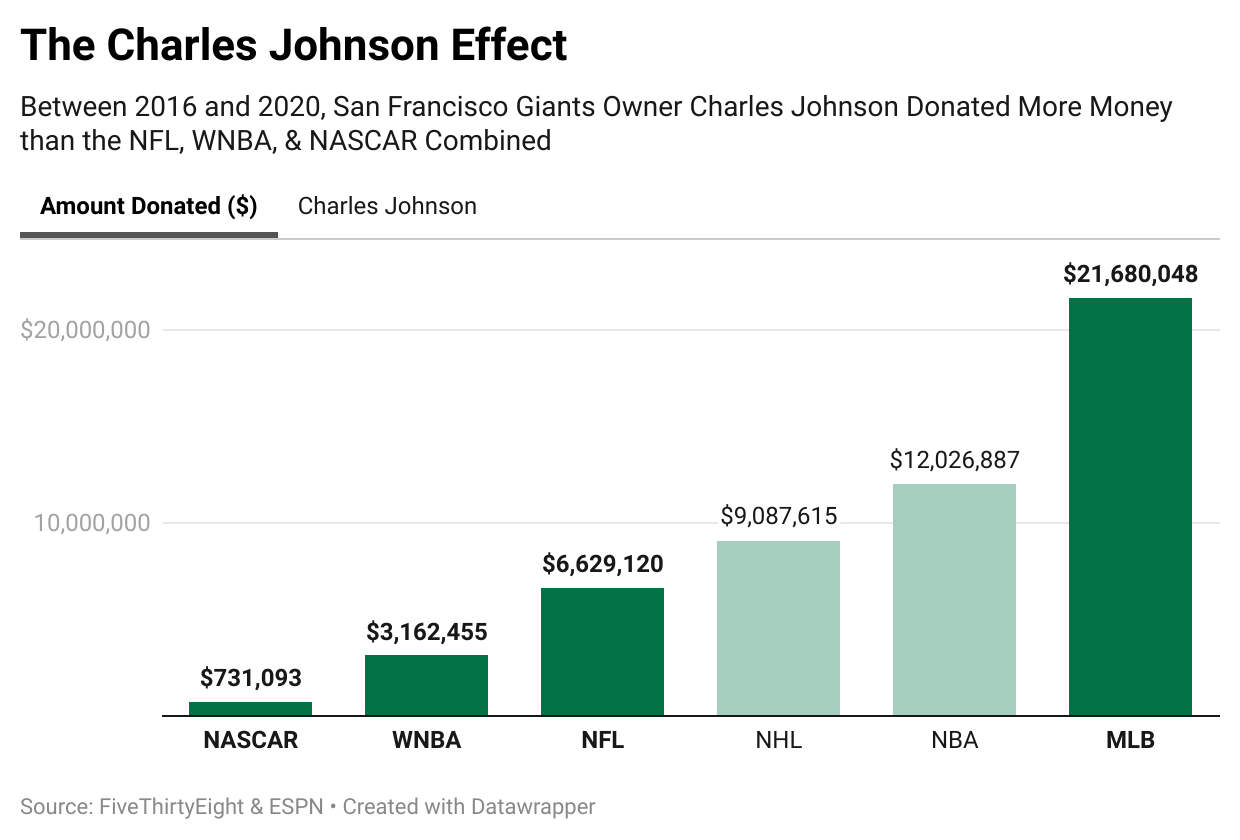 The Charles Johnson Effect
Between 2016 and 2020, San Francisco Giants Owner Charles Johnson Donated More Money
than the NFL, WNBA, & NASCAR Combined
Amount Donated ($) Charles Johnson
$21,680,048
$20,000,000
$12,026,887
$9,087,615
10,000,000
$6,629,120
$3,162,455
$731,093
NASCAR WNBA NFL NHL NBA MLB
Source: FiveThirtyEight & ESPN • Created with Datawrapper